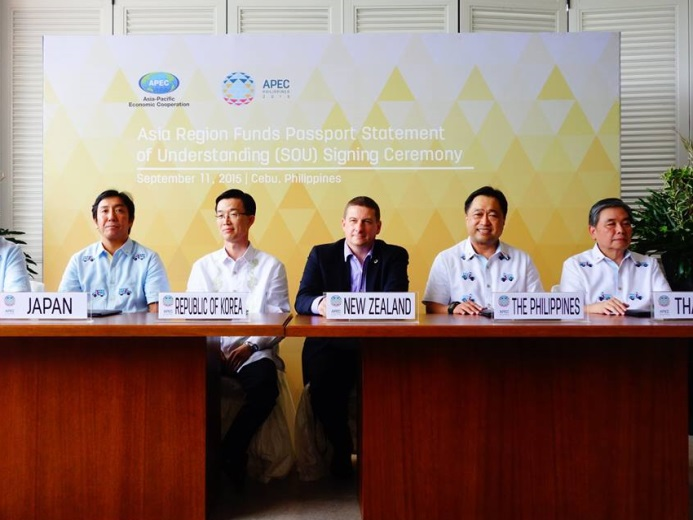 APEC
Asia-Pacific
Economic Cooperation
APEC
PHILIPPINES
2015
Asia Region Funds Passport Statement
of Understanding (SOU) Signing Ceremony
September 11, 2015 | Cebu, Philippines
JAPAN
REPUBLIC OF KOREA
NEW ZEALAND
THE PHILIPPINES
THA